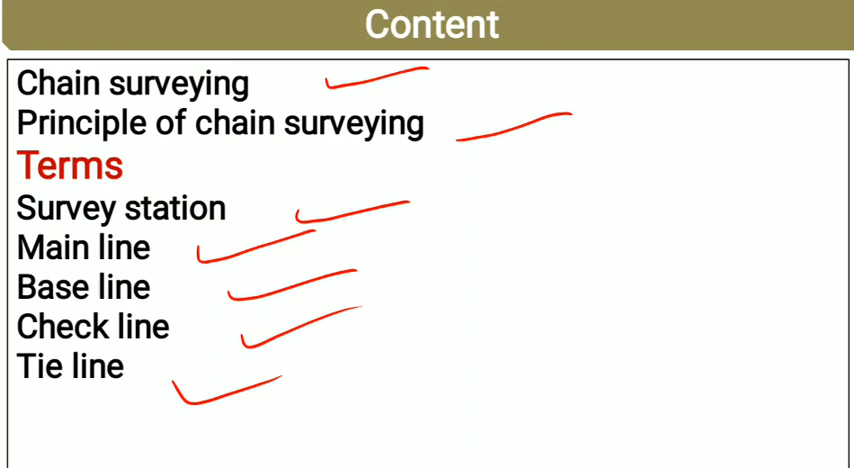 Content
Chain surveying
Principle of chain surveying
Terms
Survey station
Main line
Base line
Check line
Tie line